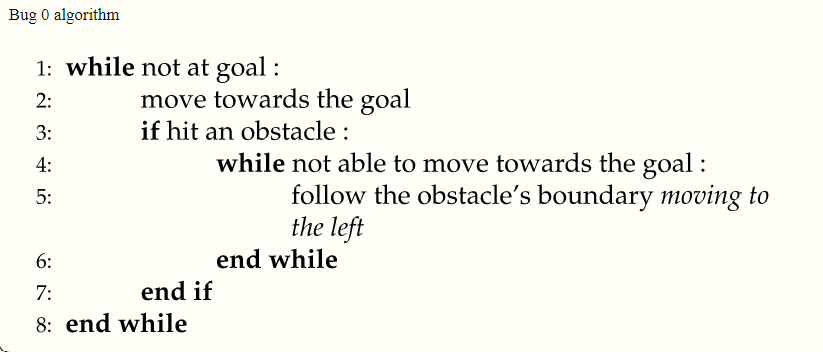 Bug 0 algorithm
1: while not at goal :
2: move towards the goal
3: if hit an obstacle :
4: while not able to move towards the goal :
5: follow the obstacle’s boundary moving to
the left
6: end while
7: end if
8: end while